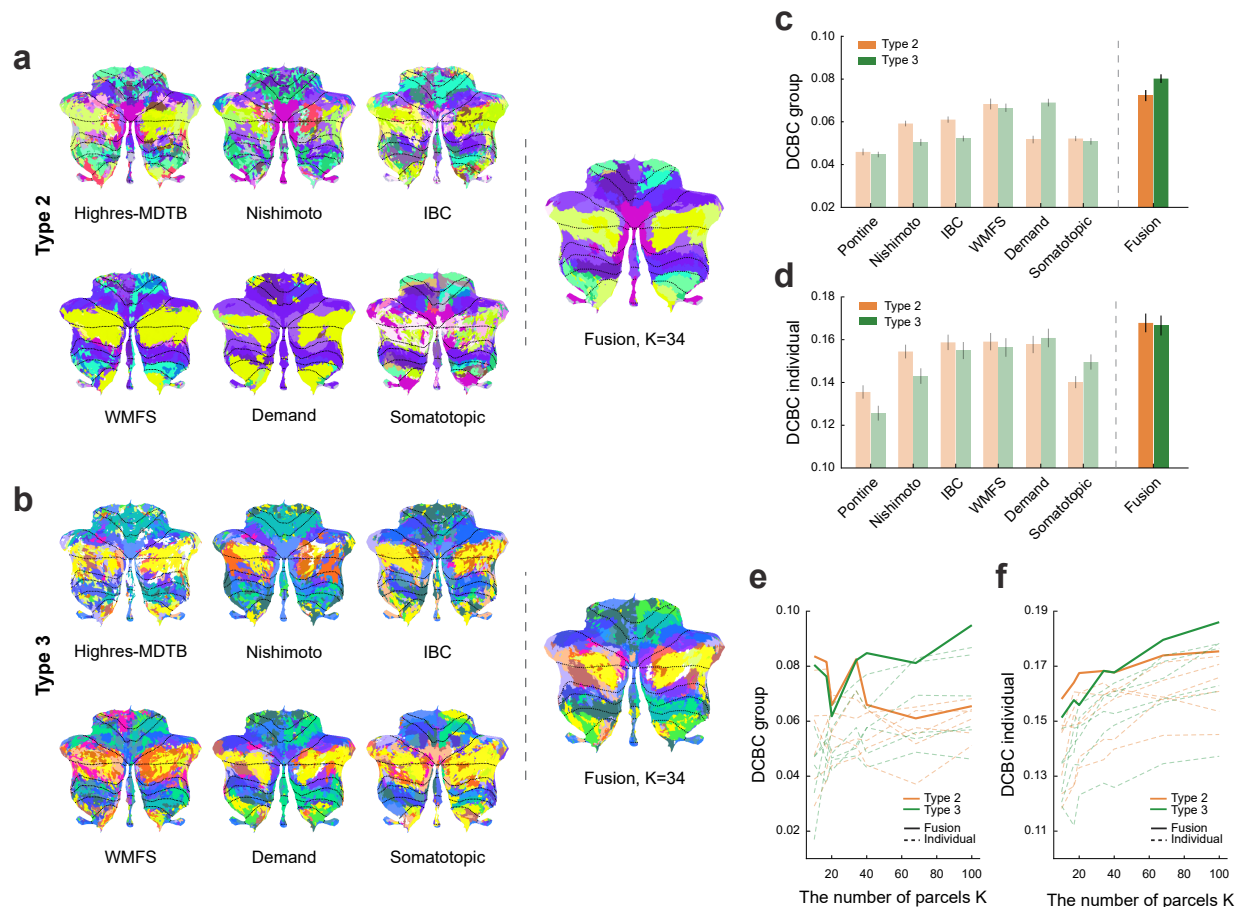 a
Type 2
Highres-MDTB
Nishimoto
IBC
WMFS
Demand
Somatotopic
Fusion, K=34
b
Type 3
Highres-MDTB
Nishimoto
IBC
WMFS
Demand
Somatotopic
Fusion, K=34
c
Type 2
Type 3
DCBC group
0.10
0.08
0.06
0.04
0.02
Pontine
Nishimoto
IBC
WMFS
Demand
Somatotopic
Fusion
d
Type 2
Type 3
DCBC individual
0.18
0.16
0.14
0.12
0.10
Pontine
Nishimoto
IBC
WMFS
Demand
Somatotopic
Fusion
e
DCBC group
0.10
0.08
0.06
0.04
0.02
Type 2
Type 3
Fusion
Individual
20
40
60
80
100
The number of parcels K
f
DCBC individual
0.19
0.17
0.15
0.13
0.11
Type 2
Type 3
Fusion
Individual
20
40
60
80
100
The number of parcels K